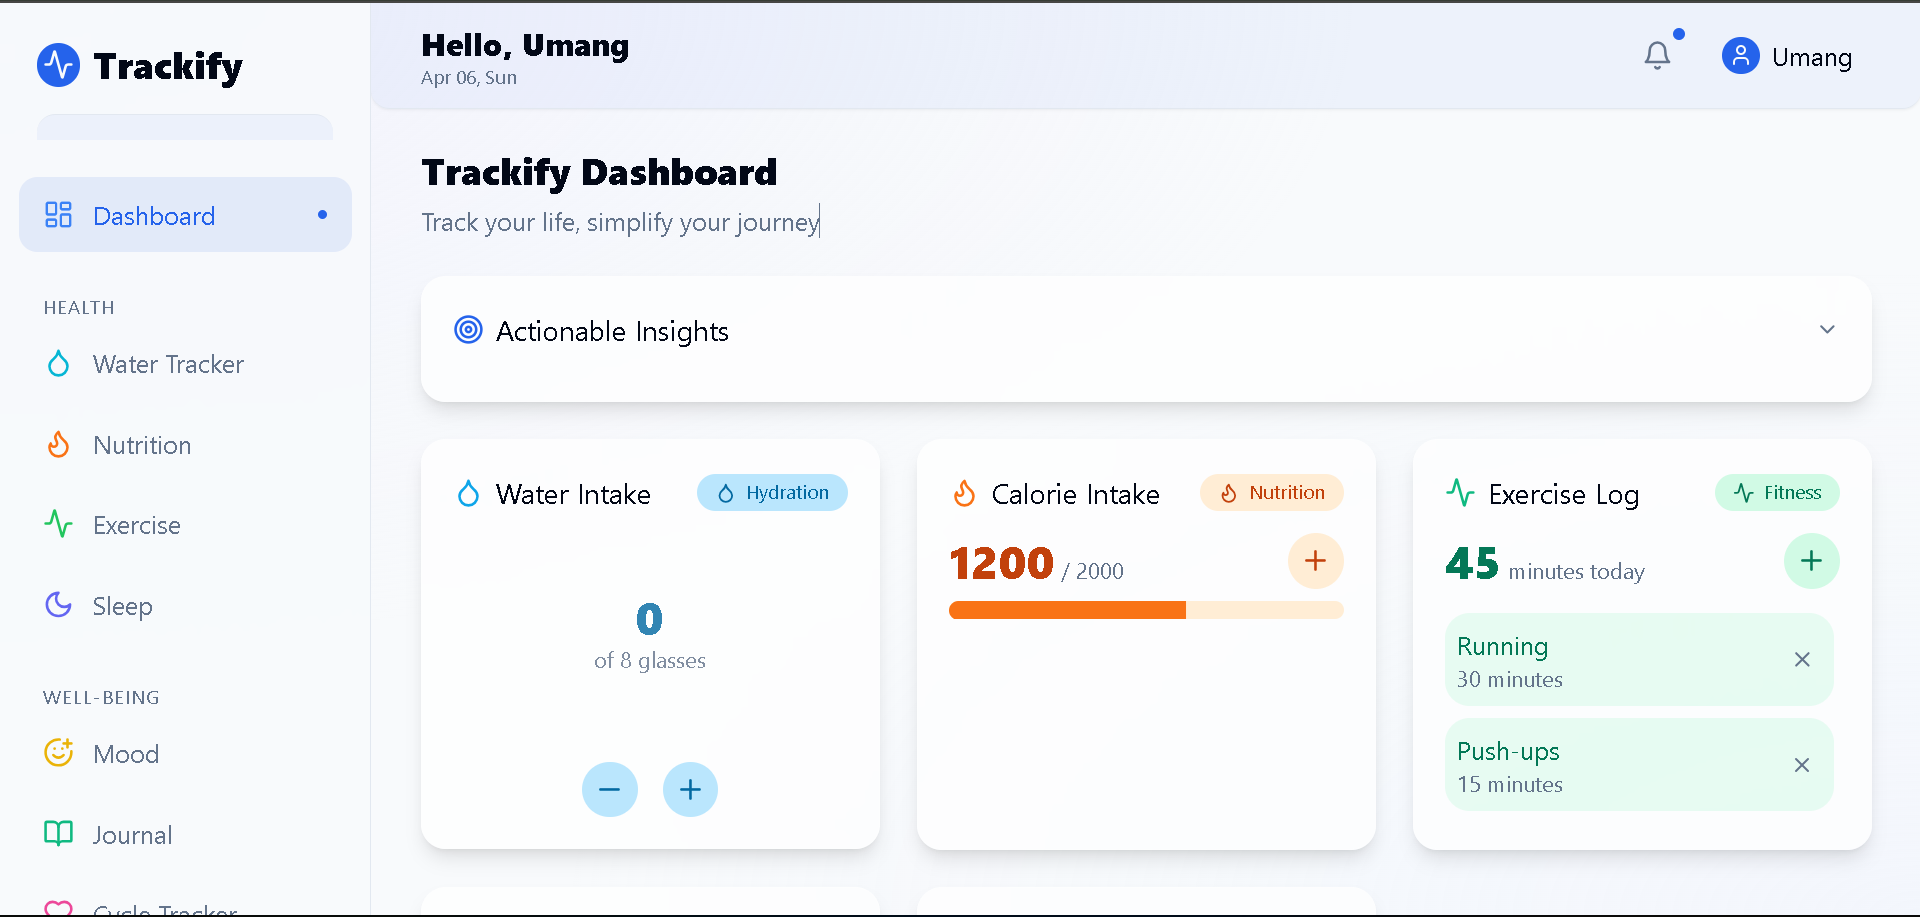 Trackify
Dashboard
HEALTH
Water Tracker
Nutrition
Exercise
Sleep
WELL-BEING
Mood
Journal
Cycle Tracker
Hello, Umang
Apr 06, Sun
Umang
Trackify Dashboard
Track your life, simplify your journey
Actionable Insights
Water Intake
Hydration
0
of 8 glasses
Calorie Intake
Nutrition
1200 / 2000
Exercise Log
Fitness
45 minutes today
Running
30 minutes
Push-ups
15 minutes